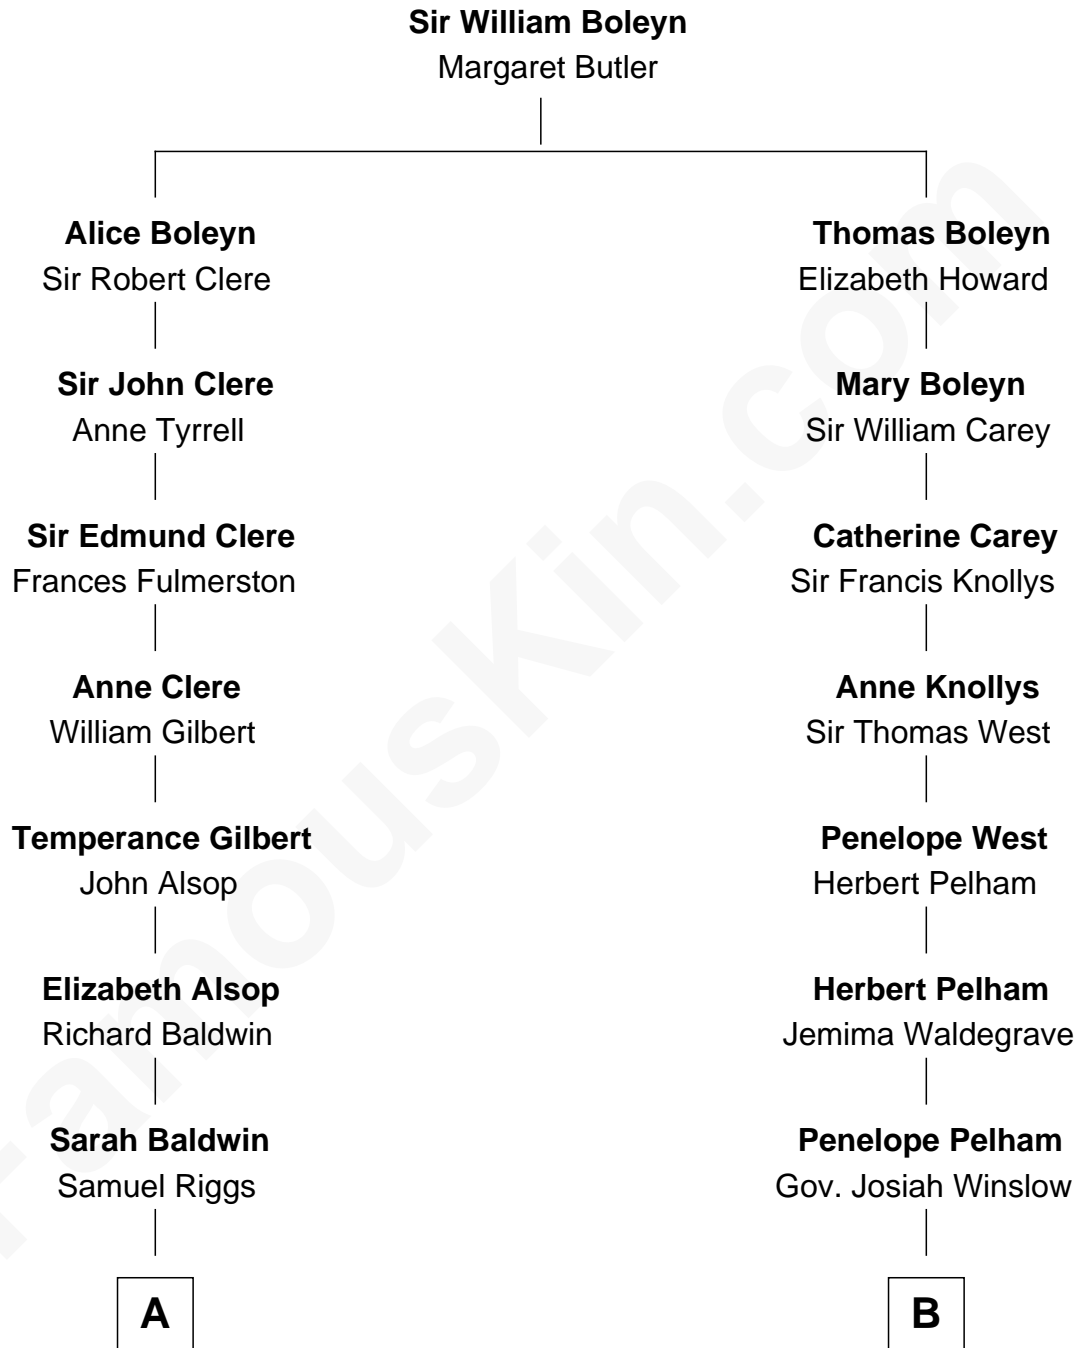 Sir William Boleyn
Margaret Butler
Alice Boleyn
Sir Robert Clere
Thomas Boleyn
Elizabeth Howard
Sir John Clere
Anne Tyrrell
Mary Boleyn
Sir William Carey
Sir Edmund Clere
Frances Fulmerston
Catherine Carey
Sir Francis Knollys
Anne Clere
William Gilbert
Anne Knollys
Sir Thomas West
Temperance Gilbert
John Alsop
Penelope West
Herbert Pelham
Elizabeth Alsop
Richard Baldwin
Herbert Pelham
Jemima Waldegrave
Sarah Baldwin
Samuel Riggs
Penelope Pelham
Gov. Josiah Winslow
A
B
FamousKin.com